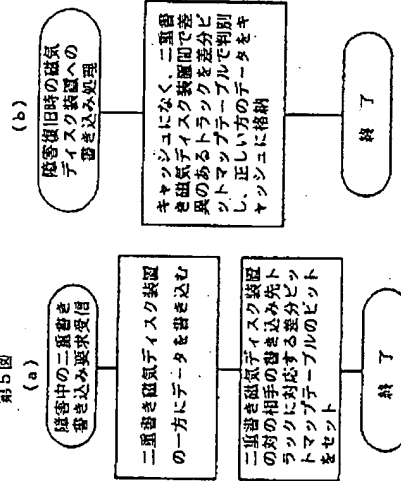 第5図
(a)
障害中の二重書き
書き込み要求受信
二重書き磁気ディスク装置
の一方にデータを書き込む
二重書き磁気ディスク装置
の対の相手の書き込み先ト
ラックに対応する差分ビッ
トマップテーブルのビット
をセット
終了
(b)
障害復旧時の磁気
ディスク装置への
書き込み処理
キャッシュになく、二重書
き磁気ディスク装置間で差
異のあるトラックを差分ビ
ットマップテーブルで判別
し、正しい方のデータをキ
ャッシュに格納
終了